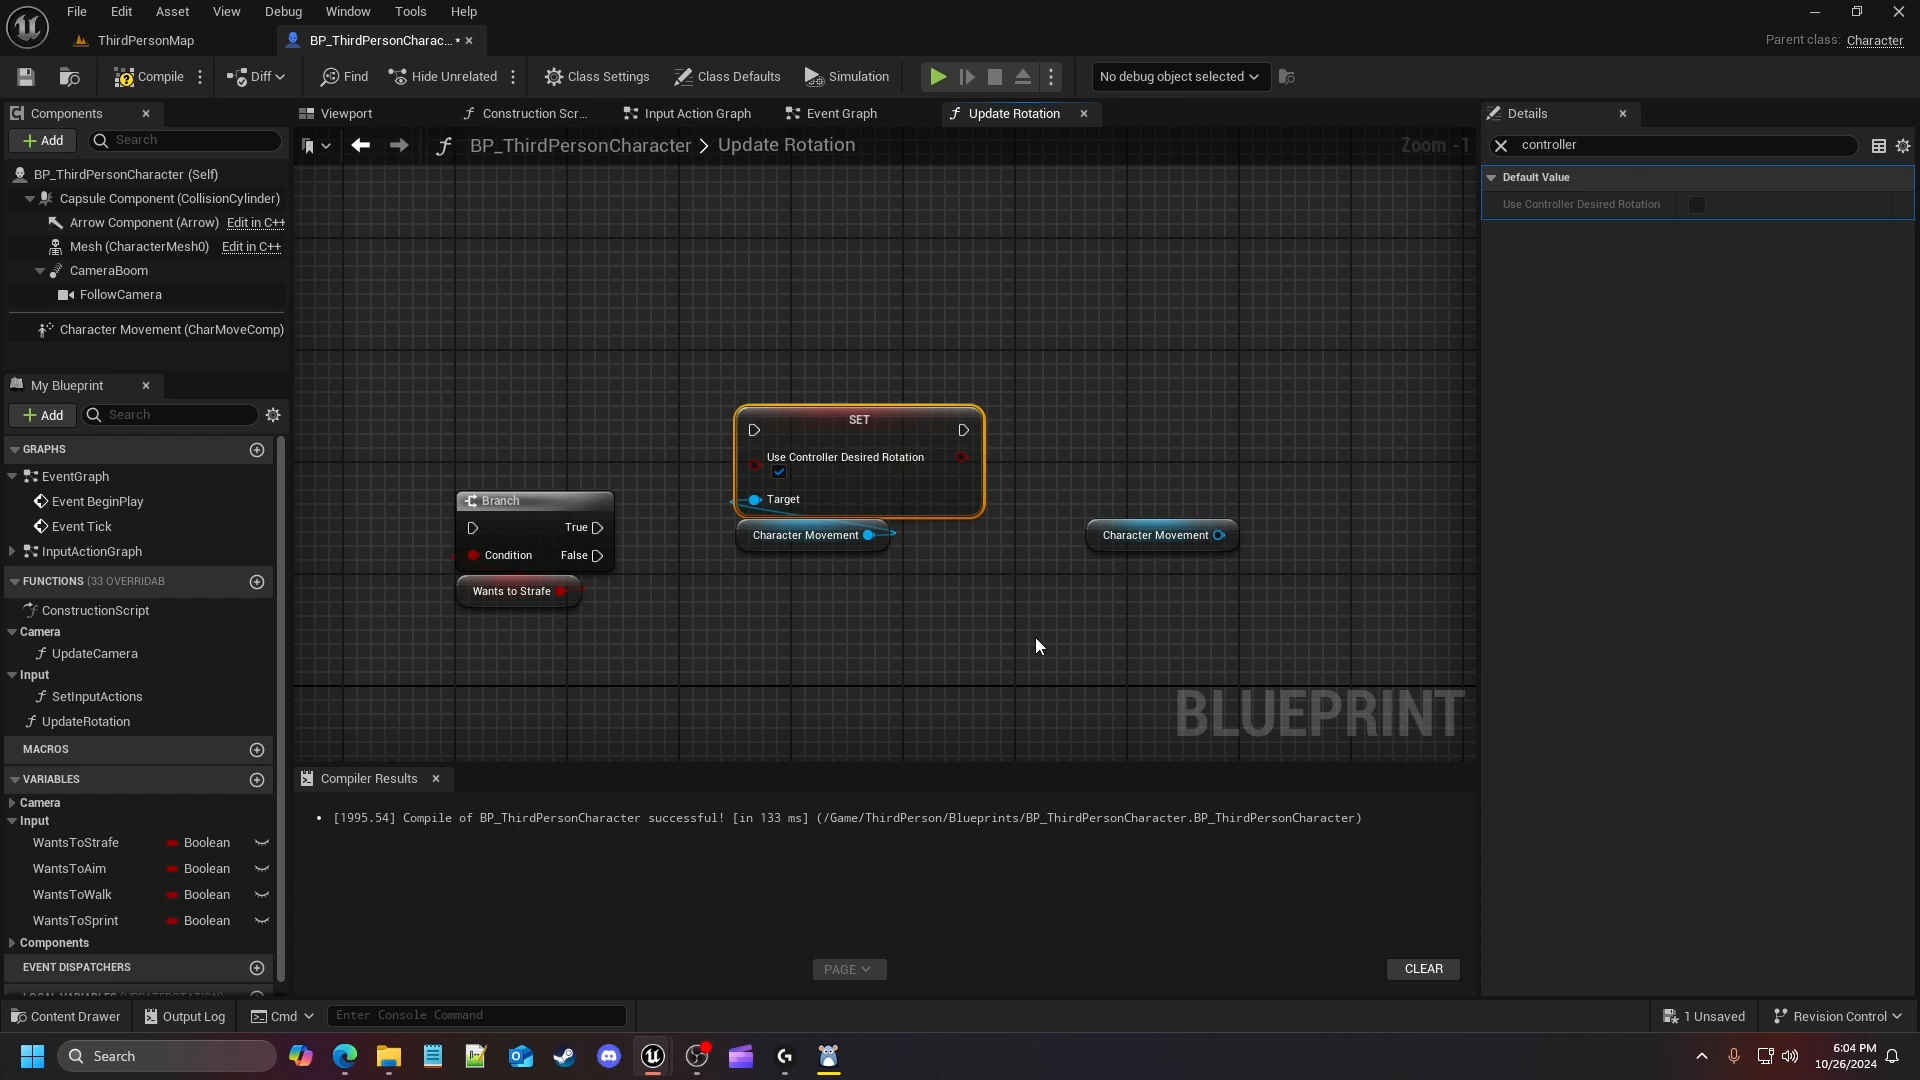 File Edit Asset View Debug Window Tools Help
ThirdPersonMap BP_ThirdPersonCharac... * Parent class: Character
Compile Diff Find Hide Unrelated Class Settings Class Defaults Simulation No debug object selected
Components Viewport Construction Scr... Input Action Graph Event Graph Update Rotation Details
Add Search BP_ThirdPersonCharacter > Update Rotation Zoom -1 controller
BP_ThirdPersonCharacter (Self)
Default Value
Capsule Component (CollisionCylinder)
Use Controller Desired Rotation
Arrow Component (Arrow) Edit in C++
Mesh (CharacterMesh0) Edit in C++
CameraBoom
FollowCamera
Character Movement (CharMoveComp)
My Blueprint
Add Search
SET
GRAPHS
Use Controller Desired Rotation
EventGraph
Event BeginPlay
Branch
Target
Event Tick
True
Character Movement
Character Movement
InputActionGraph
Condition False
FUNCTIONS (33 OVERRIDAB
Wants to Strafe
ConstructionScript
Camera
UpdateCamera
Input
SetInputActions
UpdateRotation
BLUEPRINT
MACROS
VARIABLES
Compiler Results
Camera
Input
[1995.54] Compile of BP_ThirdPersonCharacter successful! [in 133 ms] (/Game/ThirdPerson/Blueprints/BP_ThirdPersonCharacter.BP_ThirdPersonCharacter)
WantsToStrafe Boolean
WantsToAim Boolean
WantsToWalk Boolean
WantsToSprint Boolean
Components
EVENT DISPATCHERS
PAGE CLEAR
LOCAL VARIABLES (UPDATEROTATION)
Content Drawer Output Log Cmd Enter Console Command 1 Unsaved Revision Control
Search
6:04 PM
10/26/2024